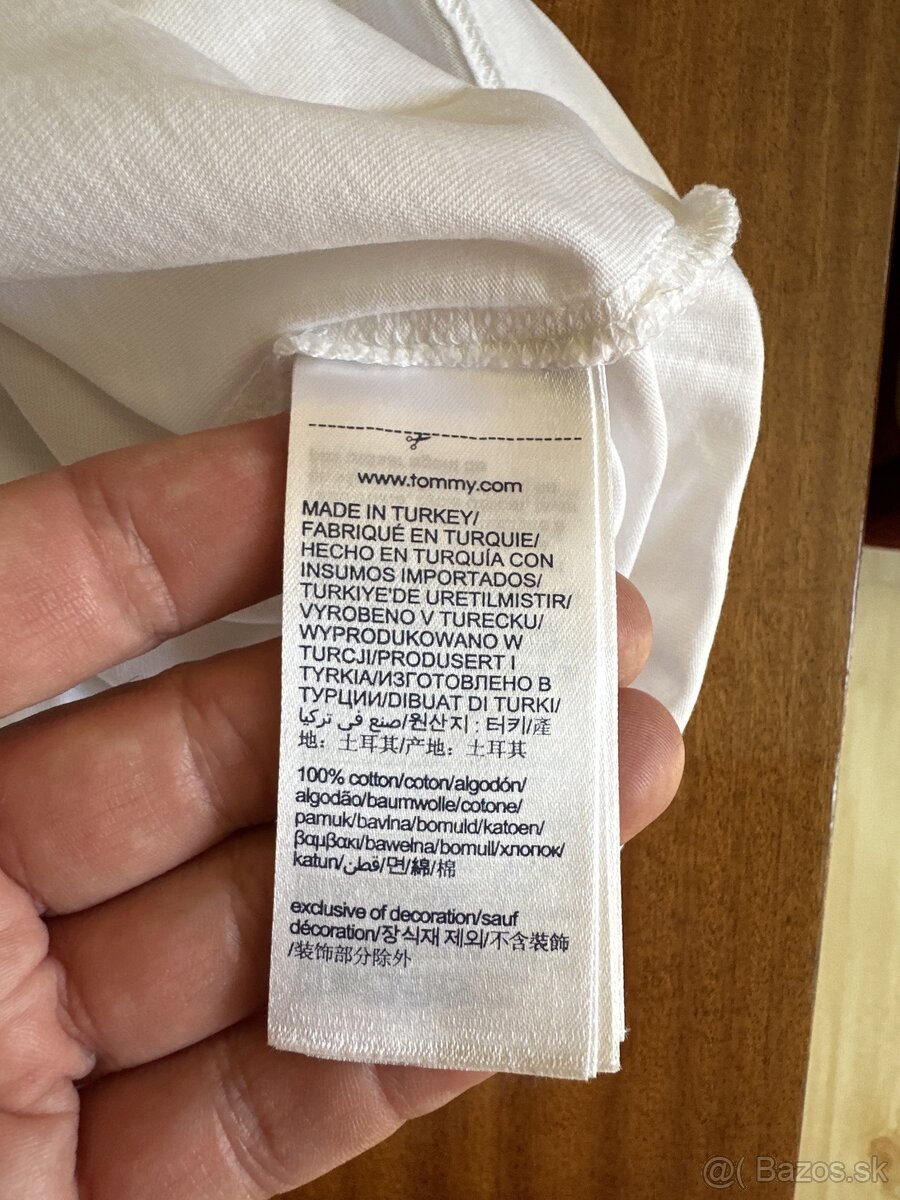 www.tommy.com
MADE IN TURKEY/
FABRIQUÉ EN TURQUIE/
HECHO EN TURQUÍA CON
INSUMOS IMPORTADOS/
TURKIYE'DE URETILMISTIR/
VYROBENO V TURECKU/
WYPRODUKOWANO W
TURCJI/PRODUSERT I
TYRKIA/ИЗГОТОВЛЕНО В
ТУРЦИИ/DIBUAT DI TURKI/
صنع في تركيا/원산지 : 터키/產
地：土耳其/产地：土耳其
100% cotton/coton/algodón/
algodão/baumwolle/cotone/
pamuk/bavlna/bomuld/katoen/
βαμβακι/bawełna/bomull/хлопок/
katun/قطن/면/綿/棉
exclusive of decoration/sauf
décoration/장식재 제외/不含裝飾
/装饰部分除外
@( Bazos.sk